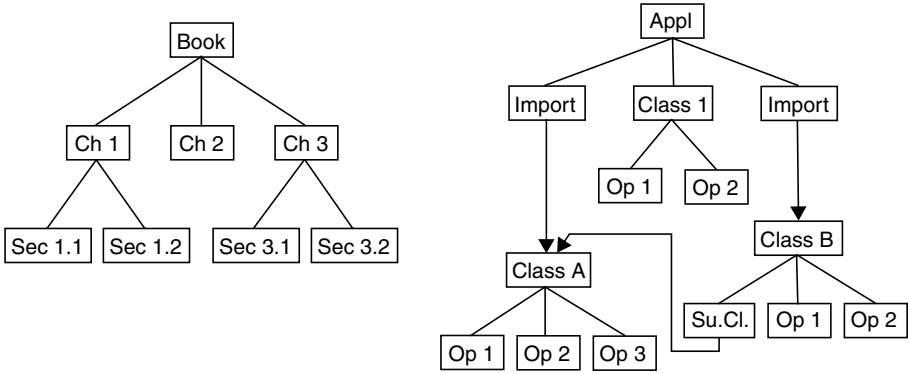 Book
Ch 1
Ch 2
Ch 3
Sec 1.1
Sec 1.2
Sec 3.1
Sec 3.2
Appl
Import
Class 1
Import
Op 1
Op 2
Class A
Class B
Op 1
Op 2
Op 3
Su.Cl.
Op 1
Op 2